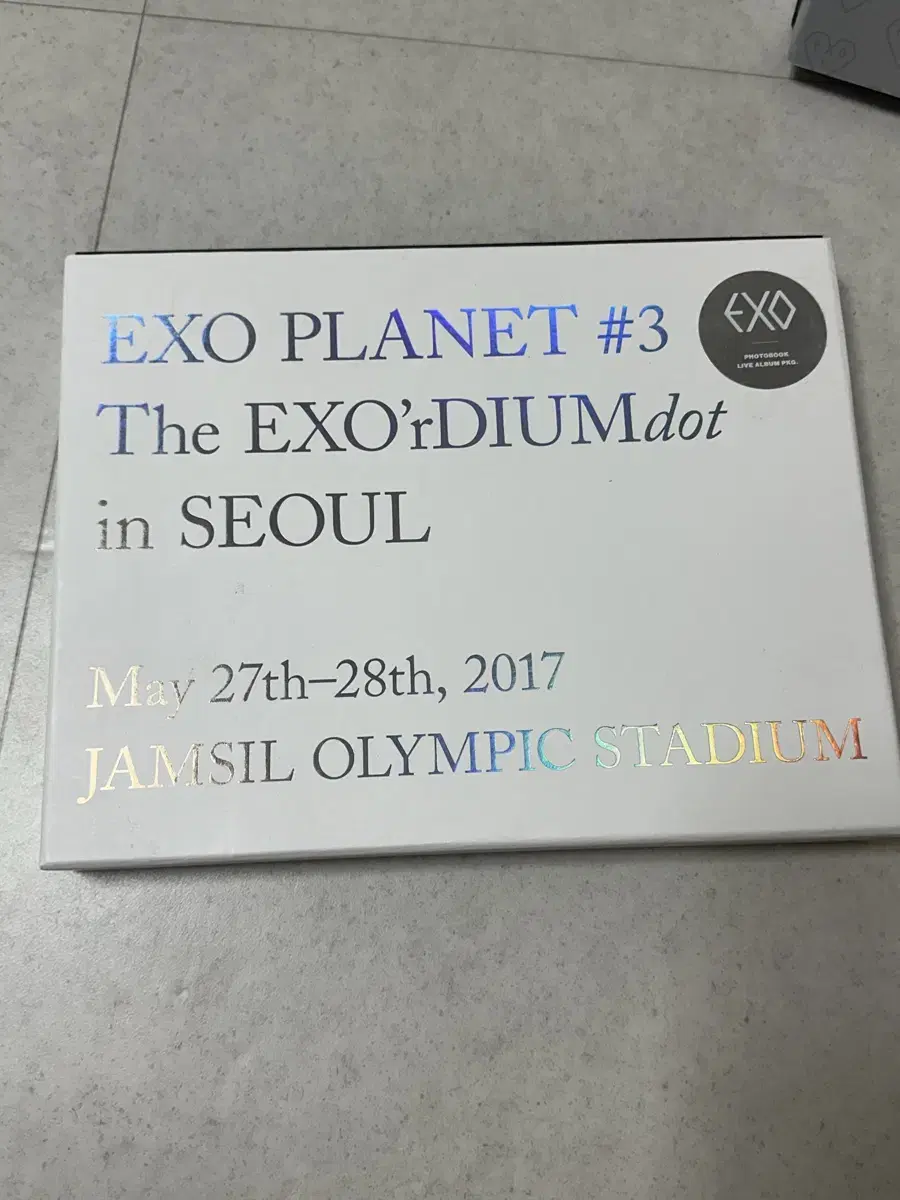 EXO PLANET #3
The EXO'rDIUMdot
in SEOUL
May 27th–28th, 2017
JAMSIL OLYMPIC STADIUM
EXO
PHOTOBOOK
LIVE ALBUM PKG.